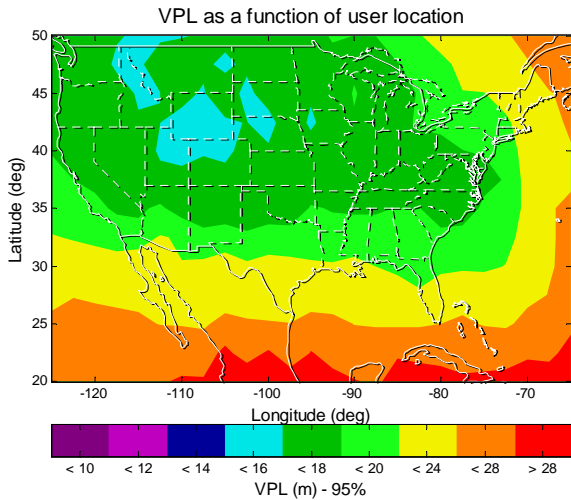 VPL as a function of user location
50
45
40
35
30
25
20
Latitude (deg)
-120 -110 -100 -90 -80 -70
Longitude (deg)
< 10 < 12 < 14 < 16 < 18 < 20 < 24 < 28 > 28
VPL (m) - 95%